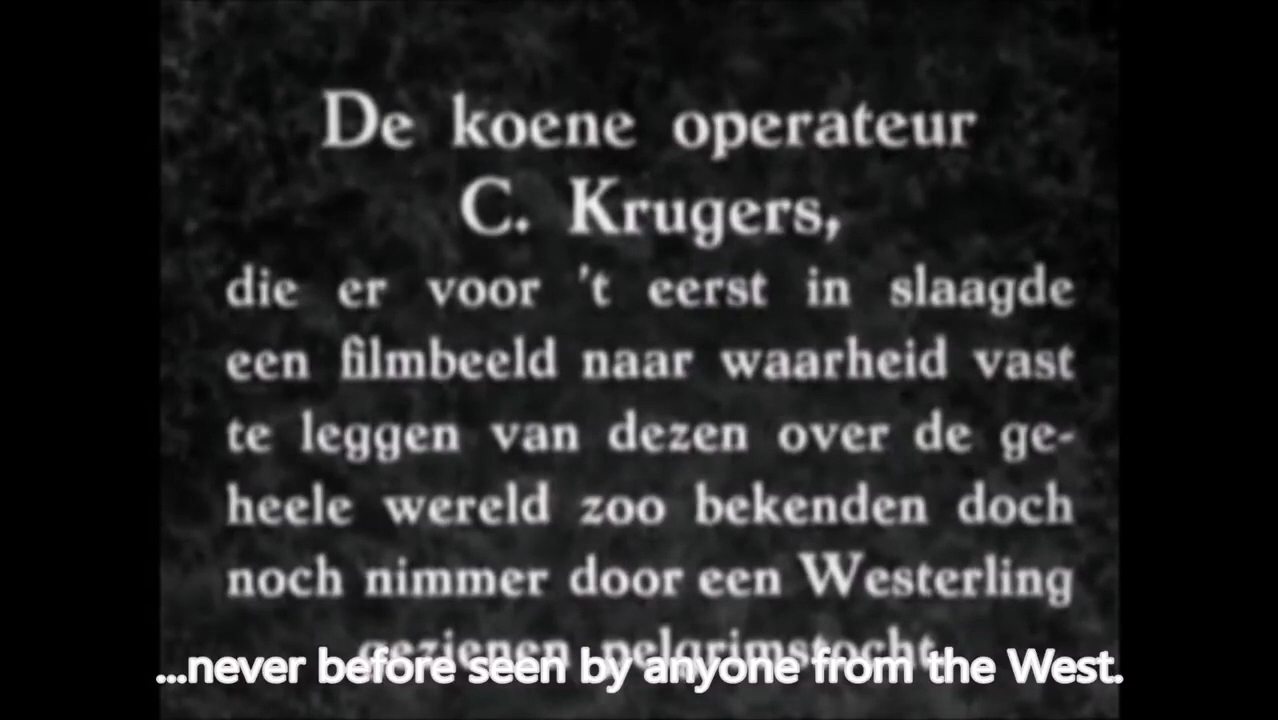 De koene operateur
C. Krugers,
die er voor 't eerst in slaagde
een filmbeeld naar waarheid vast
te leggen van dezen over de ge-
heele wereld zoo bekenden doch
noch nimmer door een Westerling
gezienen pelgrimstocht.
...never before seen by anyone from the West.